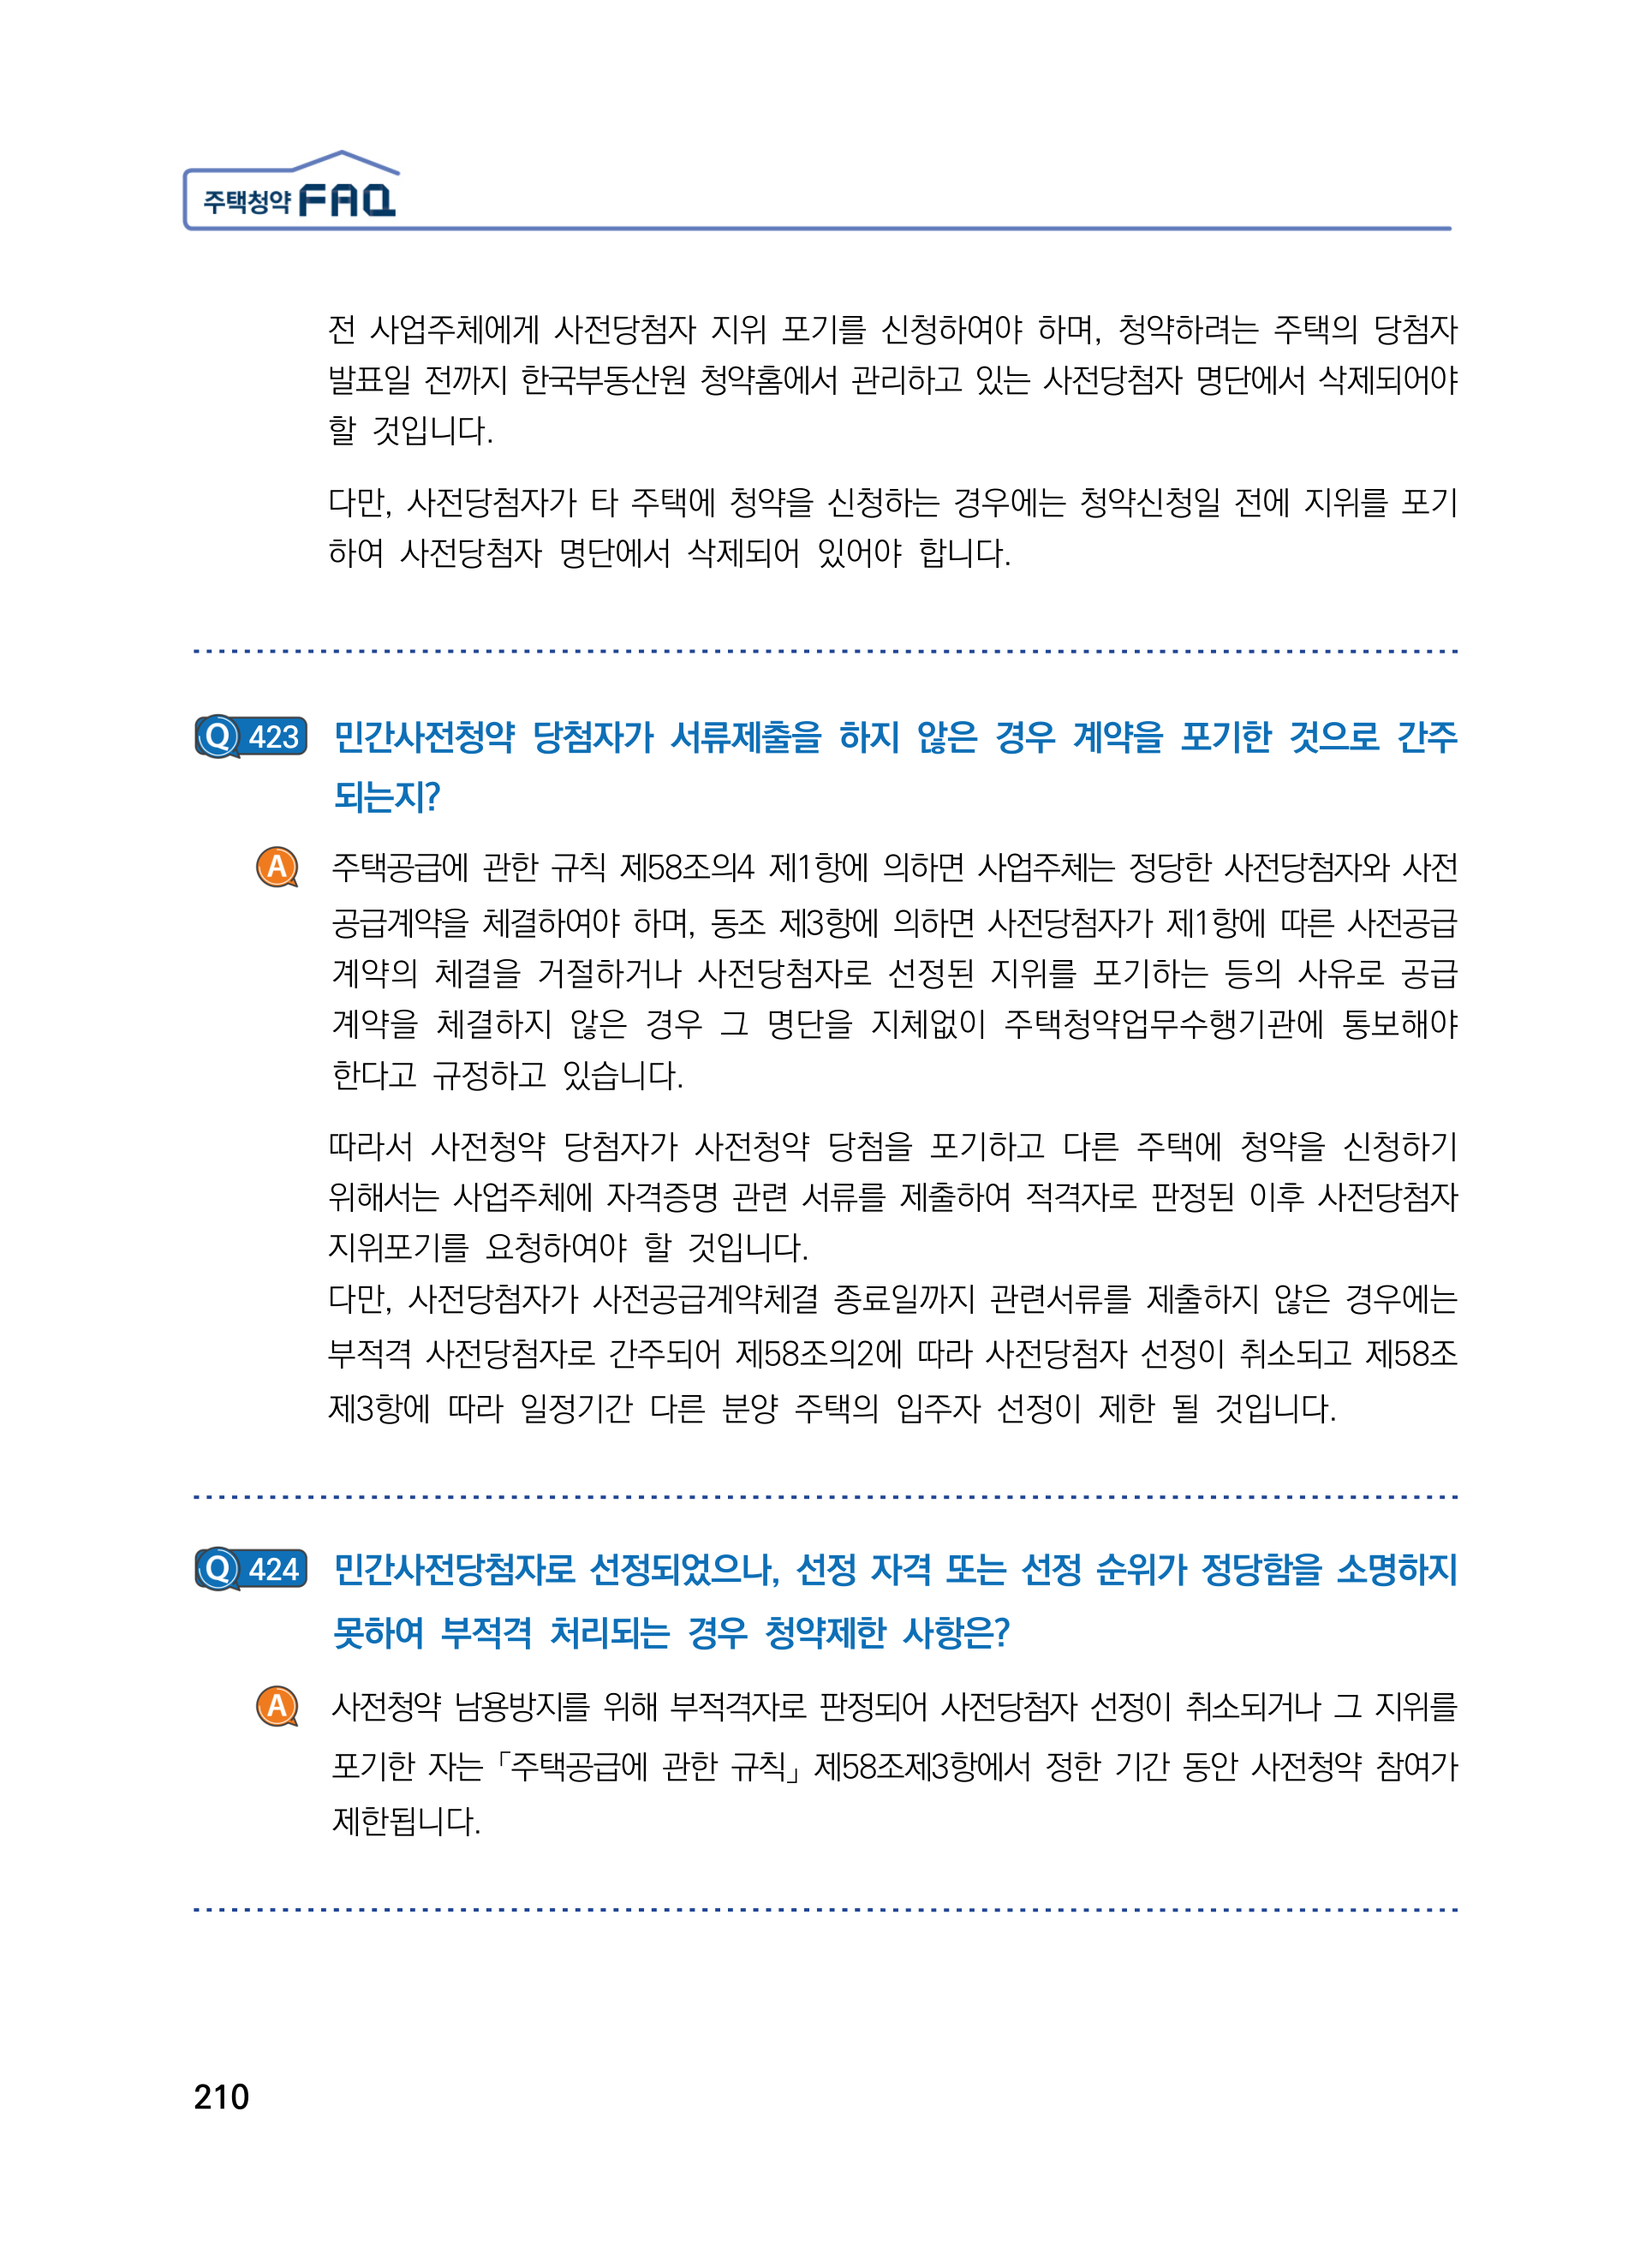 주택청약 FAQ
전 사업주체에게 사전당첨자 지위 포기를 신청하여야 하며, 청약하려는 주택의 당첨자
발표일 전까지 한국부동산원 청약홈에서 관리하고 있는 사전당첨자 명단에서 삭제되어야
할 것입니다.
다만, 사전당첨자가 타 주택에 청약을 신청하는 경우에는 청약신청일 전에 지위를 포기
하여 사전당첨자 명단에서 삭제되어 있어야 합니다.
Q 423 민간사전청약 당첨자가 서류제출을 하지 않은 경우 계약을 포기한 것으로 간주
되는지?
A 주택공급에 관한 규칙 제58조의4 제1항에 의하면 사업주체는 정당한 사전당첨자와 사전
공급계약을 체결하여야 하며, 동조 제3항에 의하면 사전당첨자가 제1항에 따른 사전공급
계약의 체결을 거절하거나 사전당첨자로 선정된 지위를 포기하는 등의 사유로 공급
계약을 체결하지 않은 경우 그 명단을 지체없이 주택청약업무수행기관에 통보해야
한다고 규정하고 있습니다.
따라서 사전청약 당첨자가 사전청약 당첨을 포기하고 다른 주택에 청약을 신청하기
위해서는 사업주체에 자격증명 관련 서류를 제출하여 적격자로 판정된 이후 사전당첨자
지위포기를 요청하여야 할 것입니다.
다만, 사전당첨자가 사전공급계약체결 종료일까지 관련서류를 제출하지 않은 경우에는
부적격 사전당첨자로 간주되어 제58조의2에 따라 사전당첨자 선정이 취소되고 제58조
제3항에 따라 일정기간 다른 분양 주택의 입주자 선정이 제한 될 것입니다.
Q 424 민간사전당첨자로 선정되었으나, 선정 자격 또는 선정 순위가 정당함을 소명하지
못하여 부적격 처리되는 경우 청약제한 사항은?
A 사전청약 남용방지를 위해 부적격자로 판정되어 사전당첨자 선정이 취소되거나 그 지위를
포기한 자는 「주택공급에 관한 규칙」 제58조제3항에서 정한 기간 동안 사전청약 참여가
제한됩니다.
210